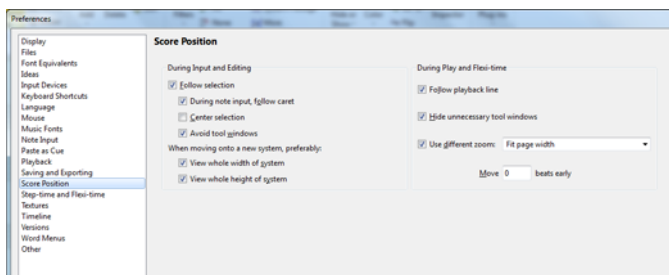 Preferences
Display
Files
Font Equivalents
Ideas
Input Devices
Keyboard Shortcuts
Language
Mouse
Music Fonts
Note Input
Paste as Cue
Playback
Saving and Exporting
Score Position
Step-time and Flexi-time
Textures
Timeline
Versions
Word Menus
Other
Score Position
During Input and Editing
Follow selection
During note input, follow caret
Center selection
Avoid tool windows
When moving onto a new system, preferably:
View whole width of system
View whole height of system
During Play and Flexi-time
Follow playback line
Hide unnecessary tool windows
Use different zoom: Fit page width
Move 0 beats early